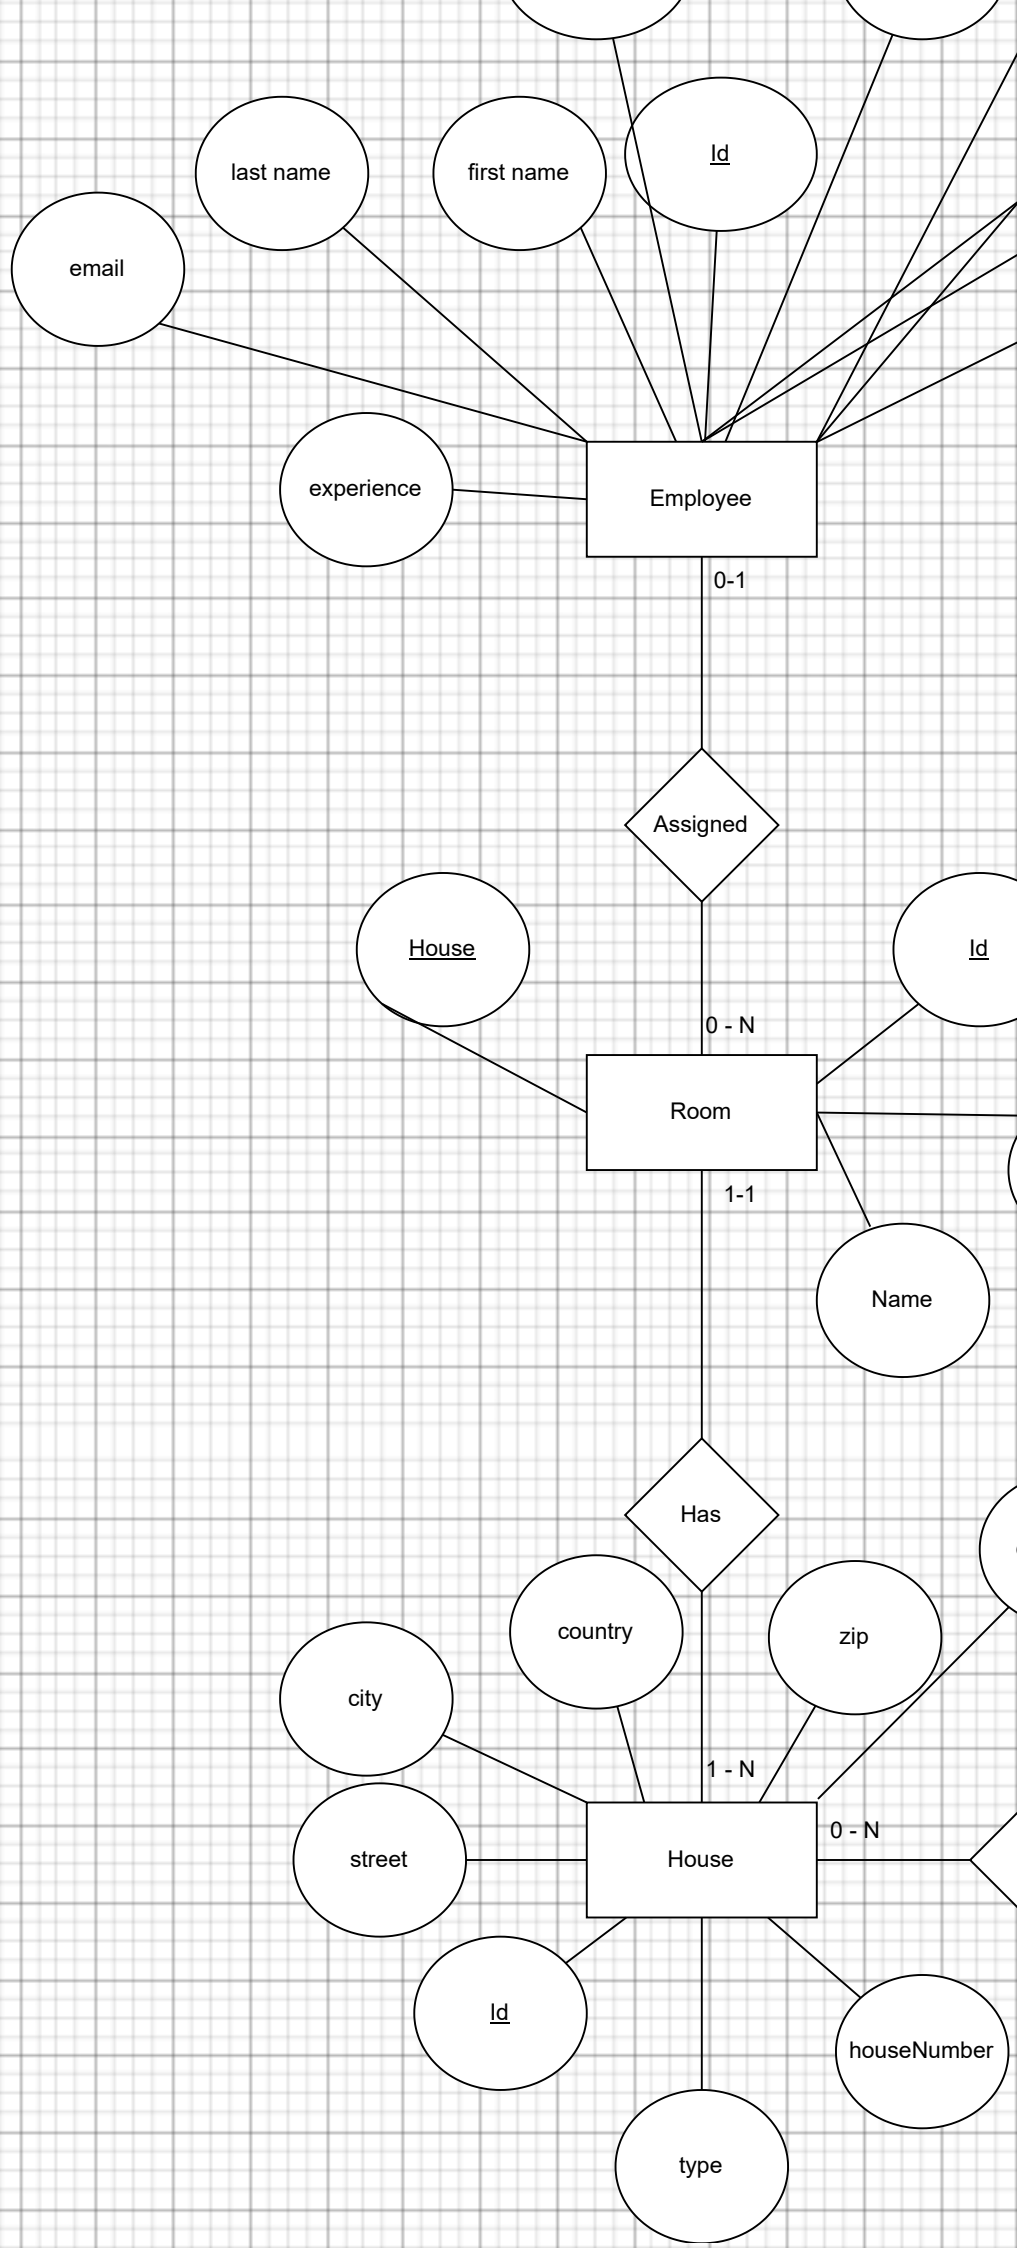 Id
last name
first name
email
experience
Employee
0-1
Assigned
House
Id
0 - N
Room
1-1
Name
Has
country
zip
city
1 - N
0 - N
street
House
Id
houseNumber
type